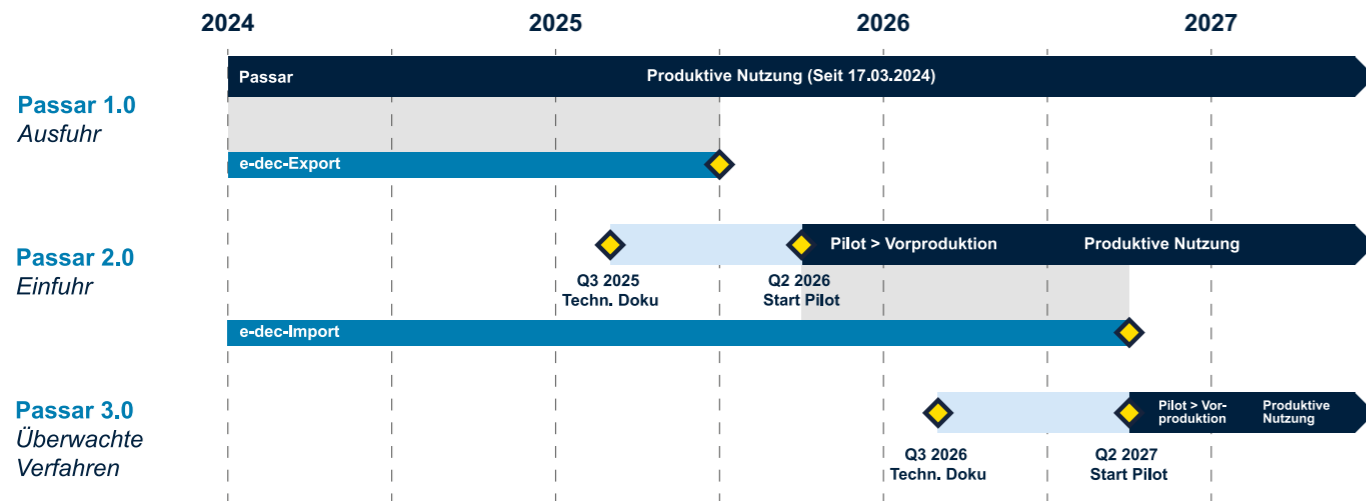 2024
2025
2026
2027
Passar
Produktive Nutzung (Seit 17.03.2024)
Passar 1.0
Ausfuhr
e-dec-Export
Pilot > Vorproduktion
Produktive Nutzung
Passar 2.0
Einfuhr
Q3 2025
Techn. Doku
Q2 2026
Start Pilot
e-dec-Import
Passar 3.0
Überwachte
Verfahren
Pilot > Vor-
produktion
Produktive
Nutzung
Q3 2026
Techn. Doku
Q2 2027
Start Pilot